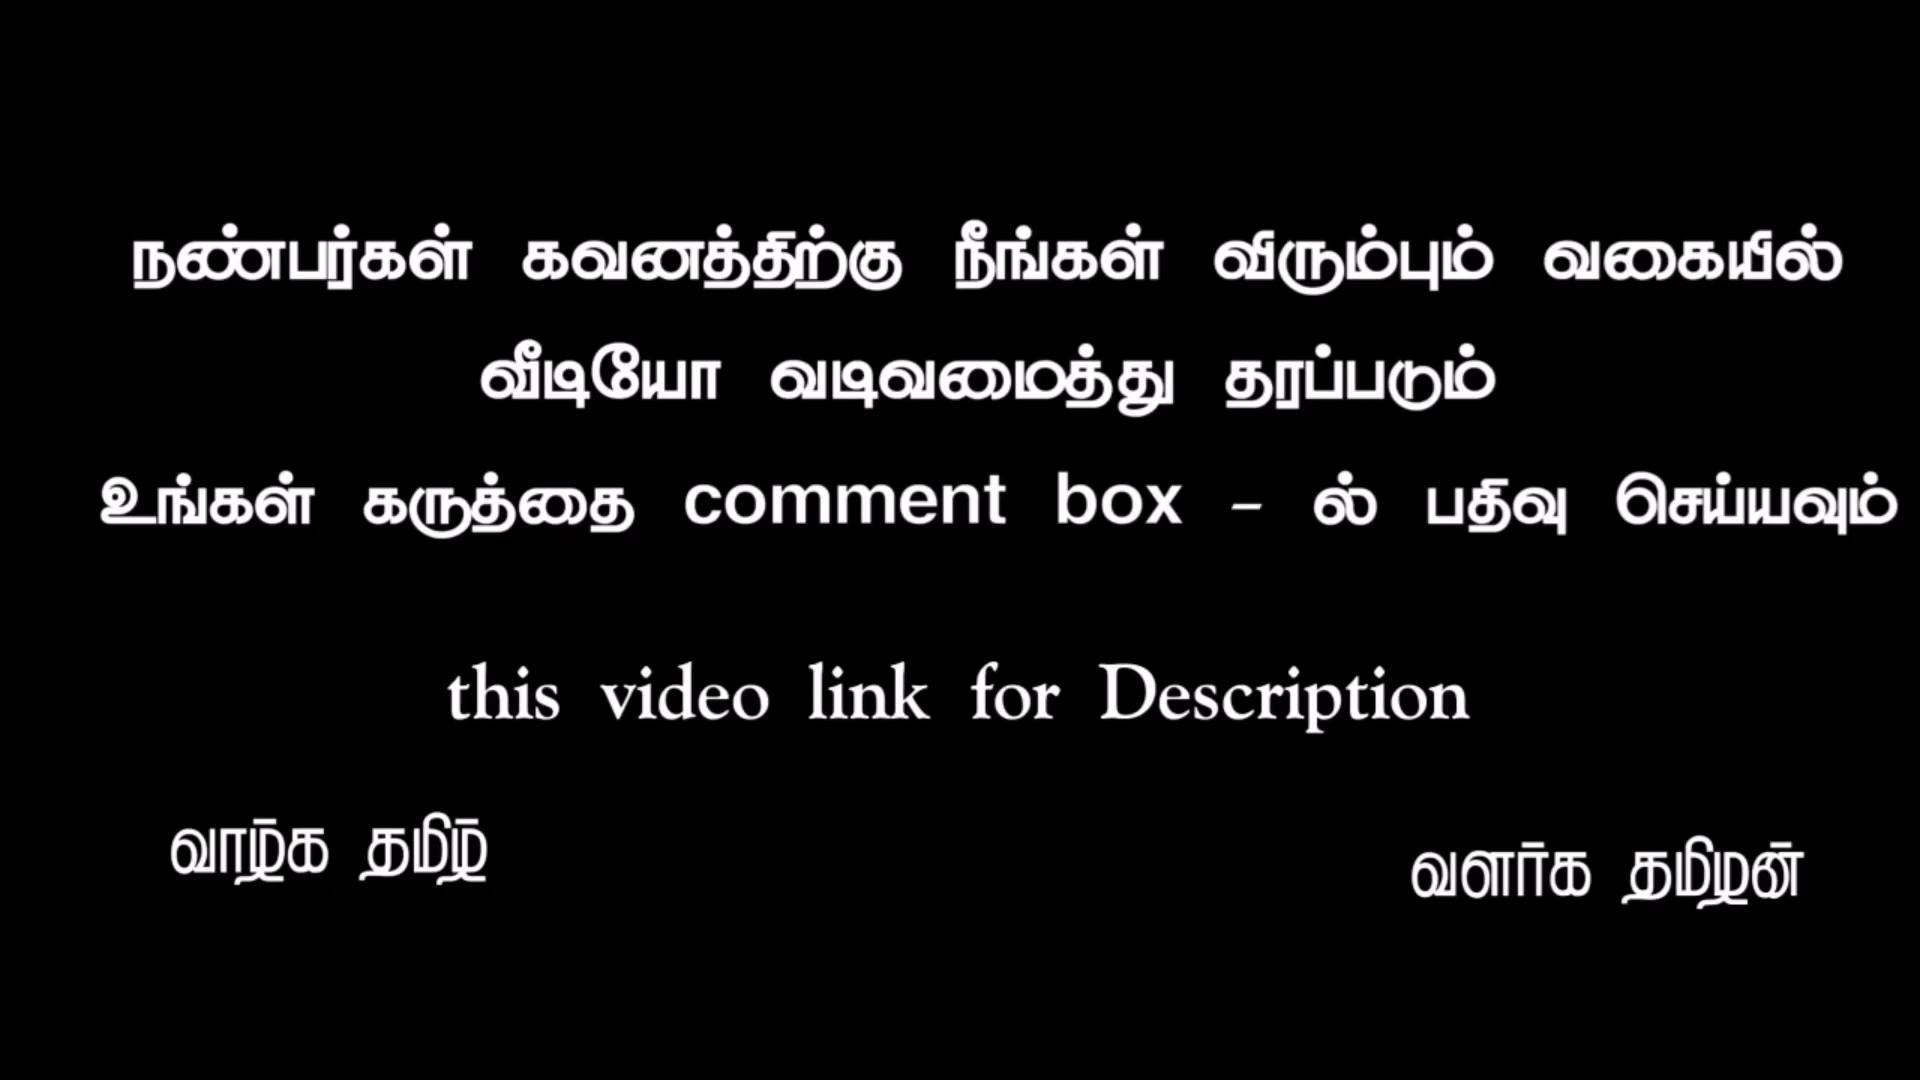 நண்பர்கள் கவனத்திற்கு நீங்கள் விரும்பும் வகையில்
வீடியோ வடிவமைத்து தரப்படும்
உங்கள் கருத்தை comment box - ல் பதிவு செய்யவும்
this video link for Description
வாழ்க தமிழ்
வளர்க தமிழன்